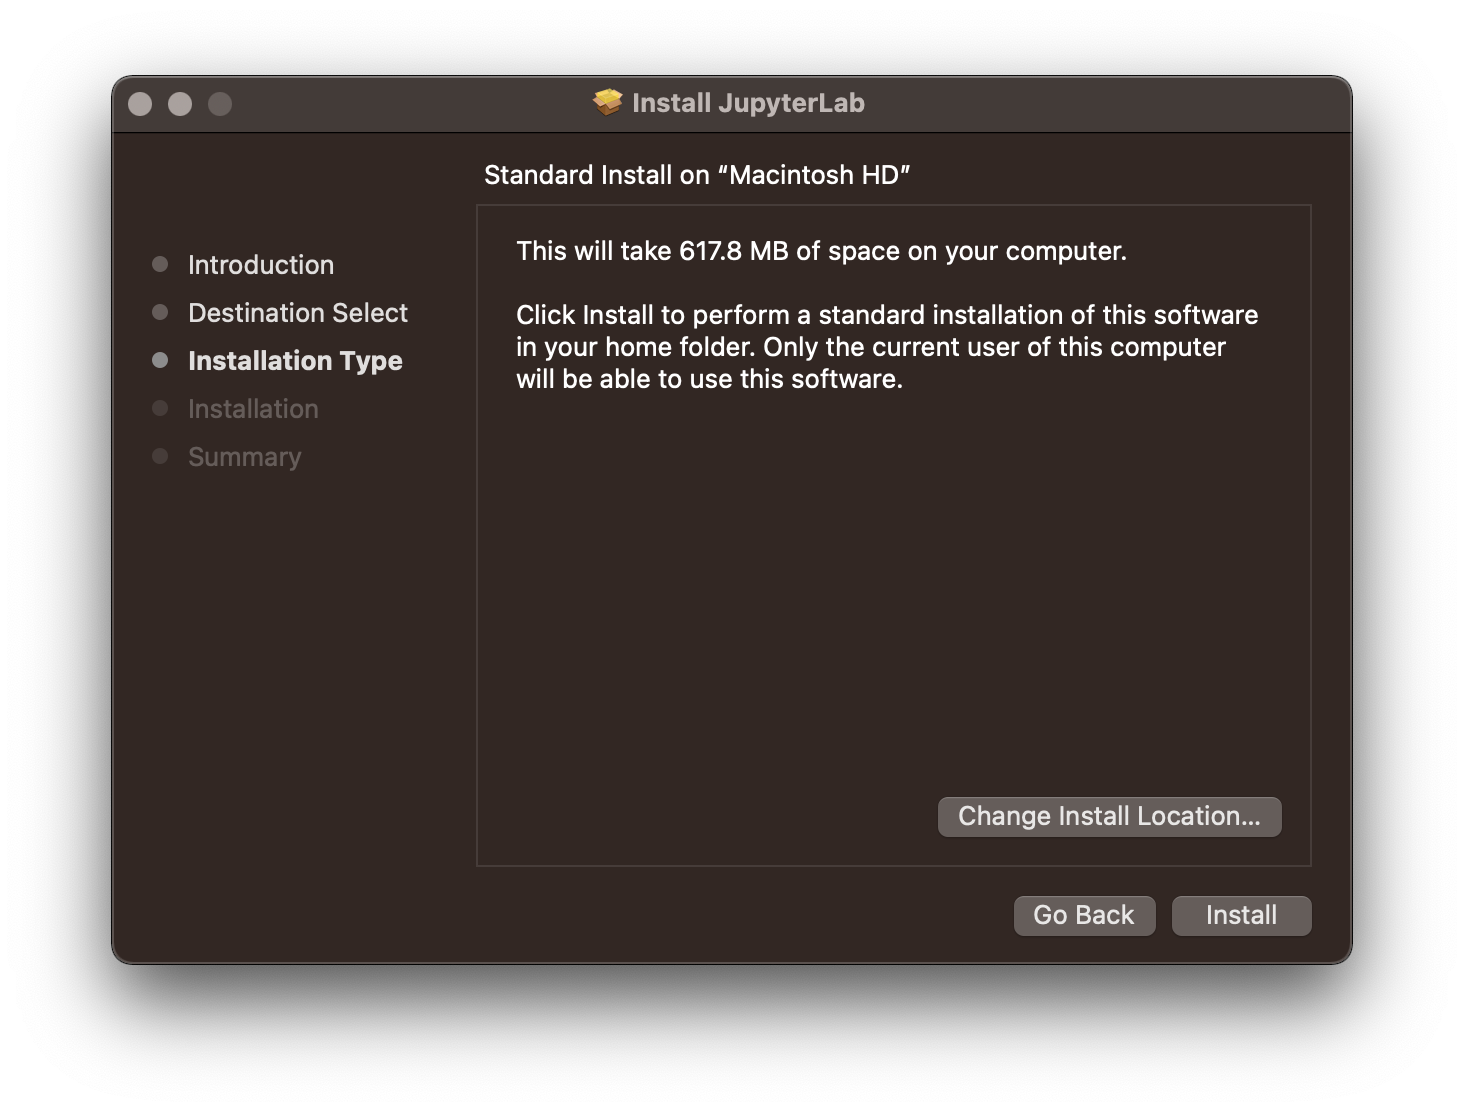 Install JupyterLab
Standard Install on “Macintosh HD”
Introduction
Destination Select
Installation Type
Installation
Summary
This will take 617.8 MB of space on your computer.
Click Install to perform a standard installation of this software
in your home folder. Only the current user of this computer
will be able to use this software.
Change Install Location...
Go Back
Install